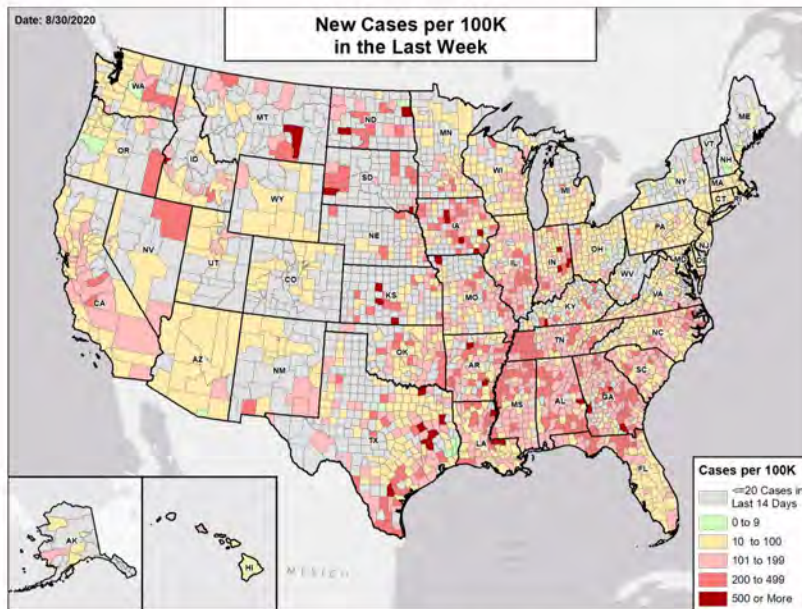 Date: 8/30/2020
New Cases per 100K
in the Last Week
WA
MT
ND
MN
ME
OR
ID
SD
WI
MI
VT
NH
NY
MA
CT
WY
IA
NE
PA
NJ
NV
UT
CO
IL
IN
OH
MD
DE
WV
VA
CA
KS
MO
KY
AZ
NM
OK
AR
TN
NC
SC
TX
LA
MS
AL
GA
FL
AK
HI
MEXICO
Cases per 100K
<=20 Cases in
Last 14 Days
0 to 9
10 to 100
101 to 199
200 to 499
500 or More